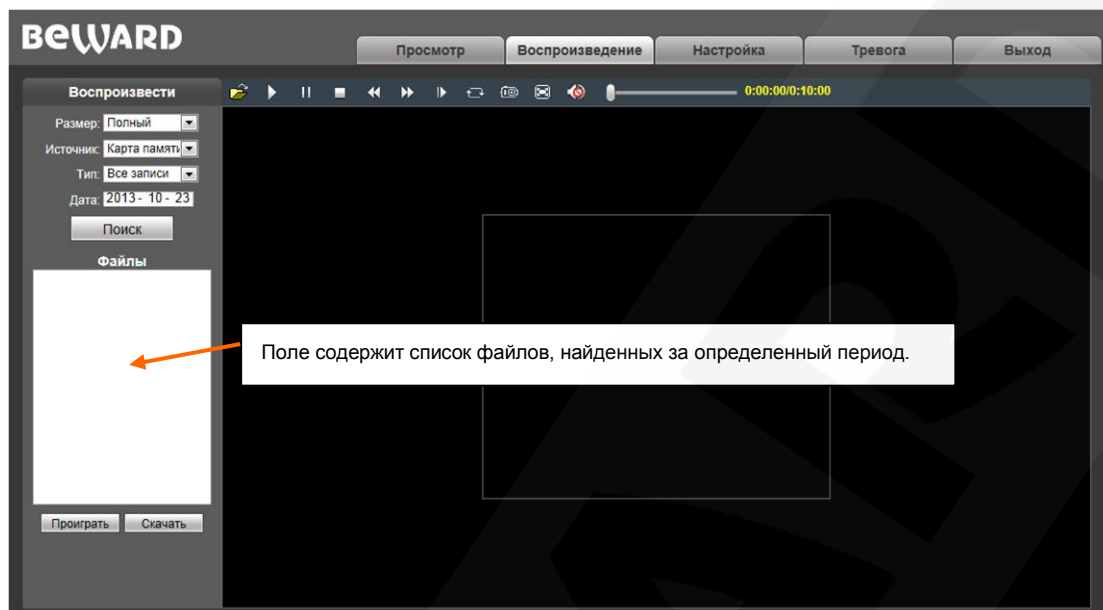 BEWARD
Просмотр Воспроизведение Настройка Тревога Выход
Воспроизвести
0:00:00/0:10:00
Размер: Полный
Источник: Карта памяти
Тип: Все записи
Дата: 2013 - 10 - 23
Поиск
Файлы
Поле содержит список файлов, найденных за определенный период.
Проиграть Скачать